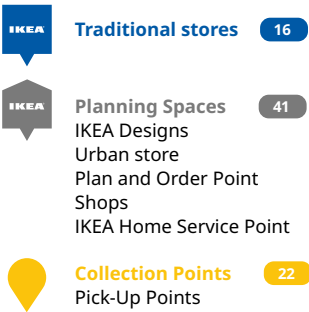 IKEA
Traditional stores 16
IKEA
Planning Spaces 41
IKEA Designs
Urban store
Plan and Order Point
Shops
IKEA Home Service Point
Collection Points 22
Pick-Up Points